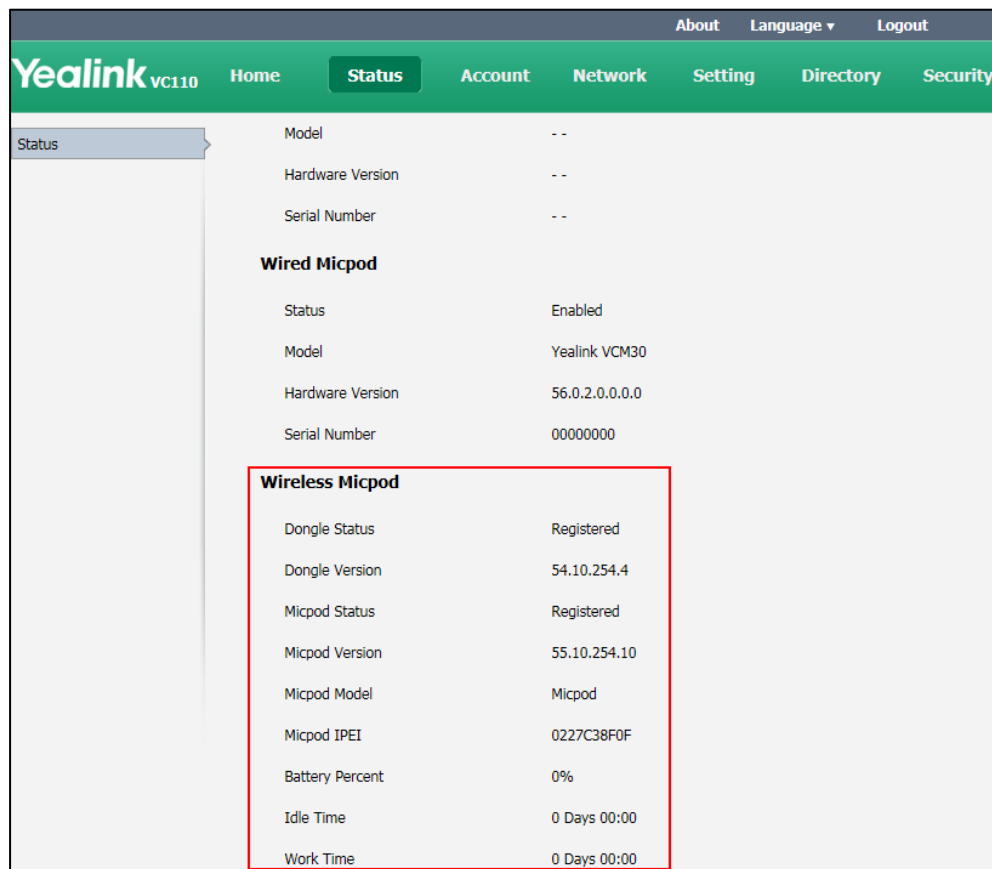 About Language ▾ Logout
Yealink VC110 Home Status Account Network Setting Directory Security
Status
Model - -
Hardware Version - -
Serial Number - -
Wired Micpod
Status Enabled
Model Yealink VCM30
Hardware Version 56.0.2.0.0.0.0
Serial Number 00000000
Wireless Micpod
Dongle Status Registered
Dongle Version 54.10.254.4
Micpod Status Registered
Micpod Version 55.10.254.10
Micpod Model Micpod
Micpod IPEI 0227C38F0F
Battery Percent 0%
Idle Time 0 Days 00:00
Work Time 0 Days 00:00